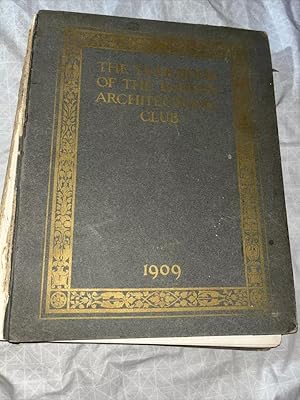 THE YEAR BOOK
OF THE BOSTON
ARCHITECTURAL
CLUB
1909